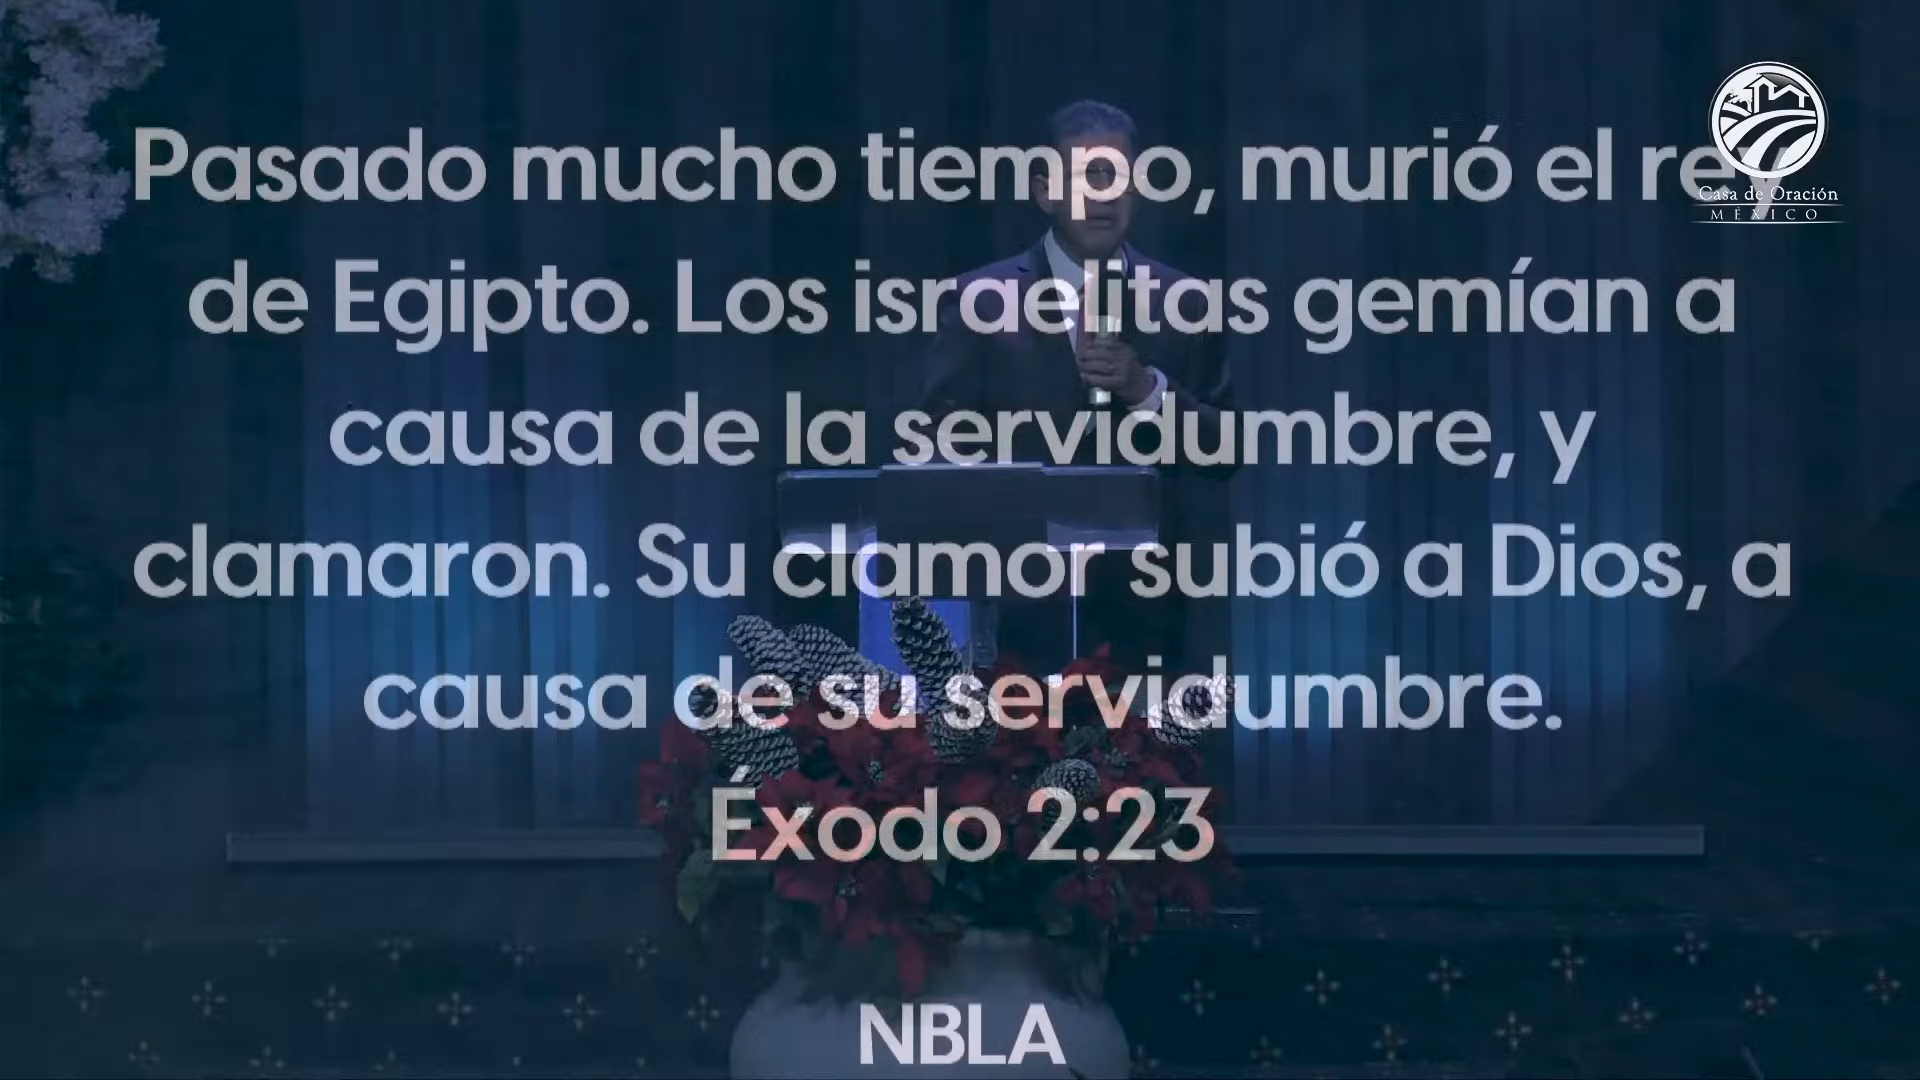 Pasado mucho tiempo, murió el rey
de Egipto. Los israelitas gemían a
causa de la servidumbre, y
clamaron. Su clamor subió a Dios, a
causa de su servidumbre.
Éxodo 2:23
NBLA
Casa de Oración
MÉXICO